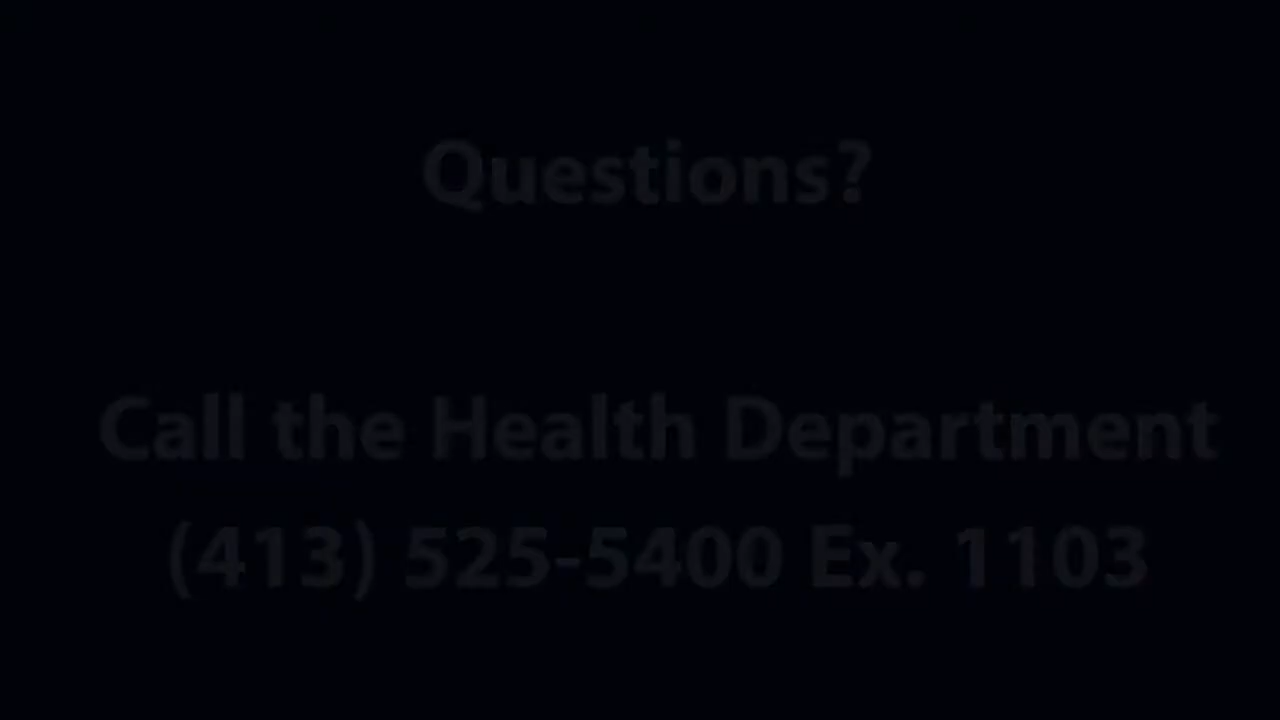 Questions?
Call the Health Department
(413) 525-5400 Ex. 1103